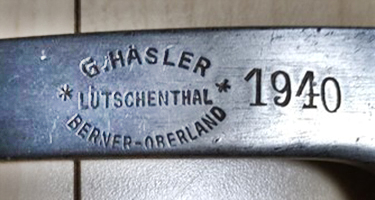 G. HÄSLER
* LÜTSCHENTHAL *
BERNER-OBERLAND
1940